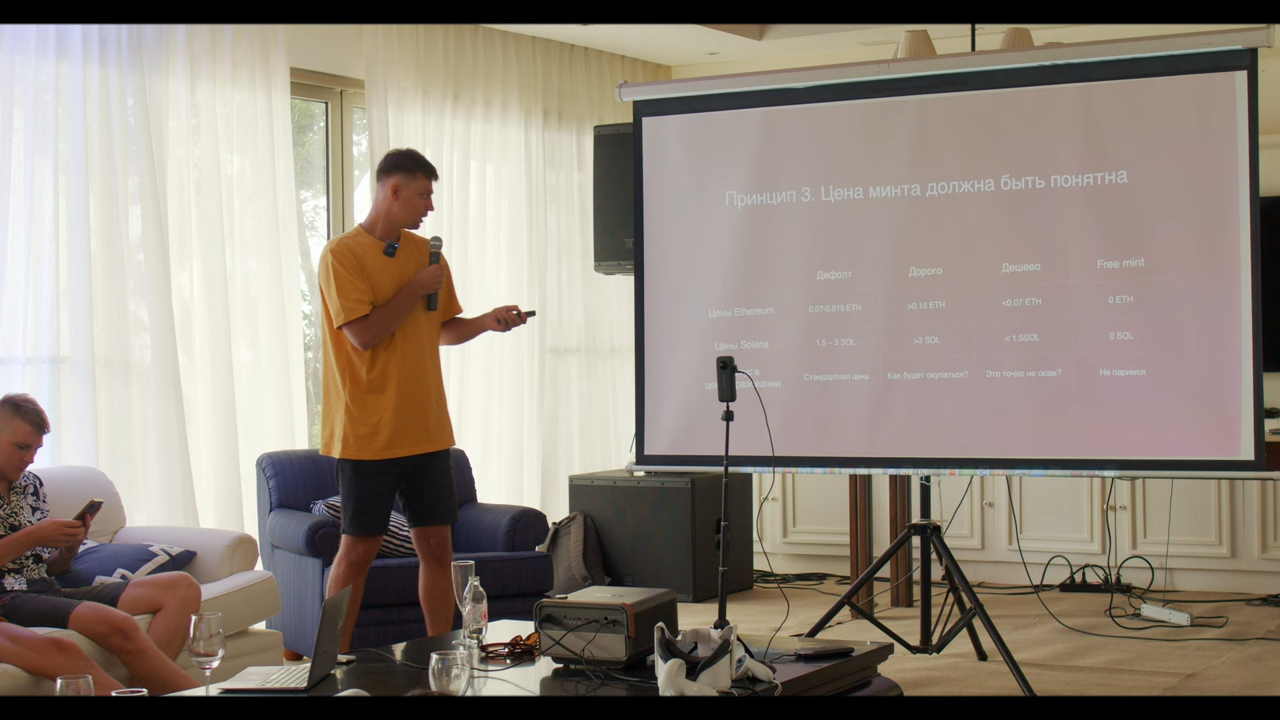 Принцип 3. Цена минта должна быть понятна
Дефолт Дорого Дешево Free mint
Цены Ethereum 0.07-0.015 ETH >0.15 ETH <0.07 ETH 0 ETH
Цены Solana 1.5 – 3 SOL >3 SOL < 1.5SOL 0 SOL
в Стандартная цена Как будет окупаться? Это точно не скам? Не паримся